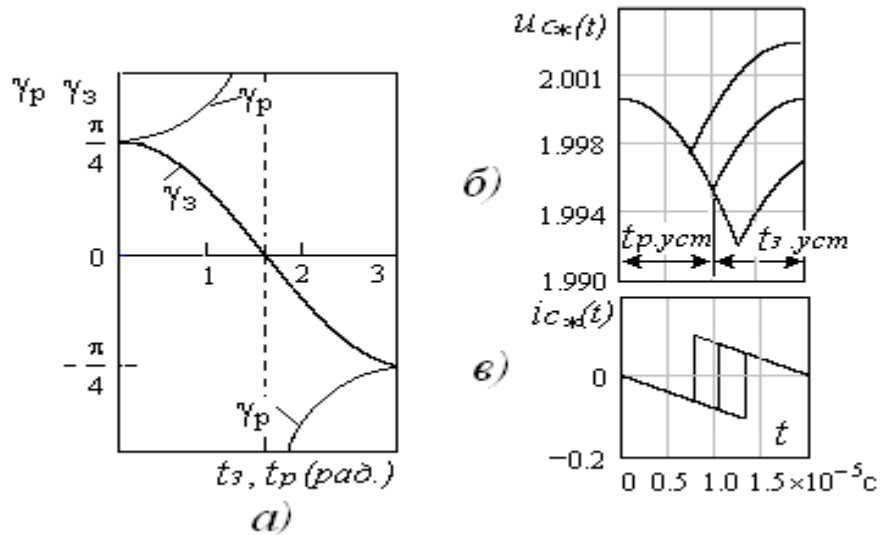 γр γз
π
4
0
-π
4
γр
γз
γр
1 2 3
tз, tр (рад.)
а)
uc*(t)
2.001
1.998
1.994
1.990
tр.уст tз.уст
б)
ic*(t)
0
-0.2
t
0 0.5 1.0 1.5×10⁻⁵с
в)